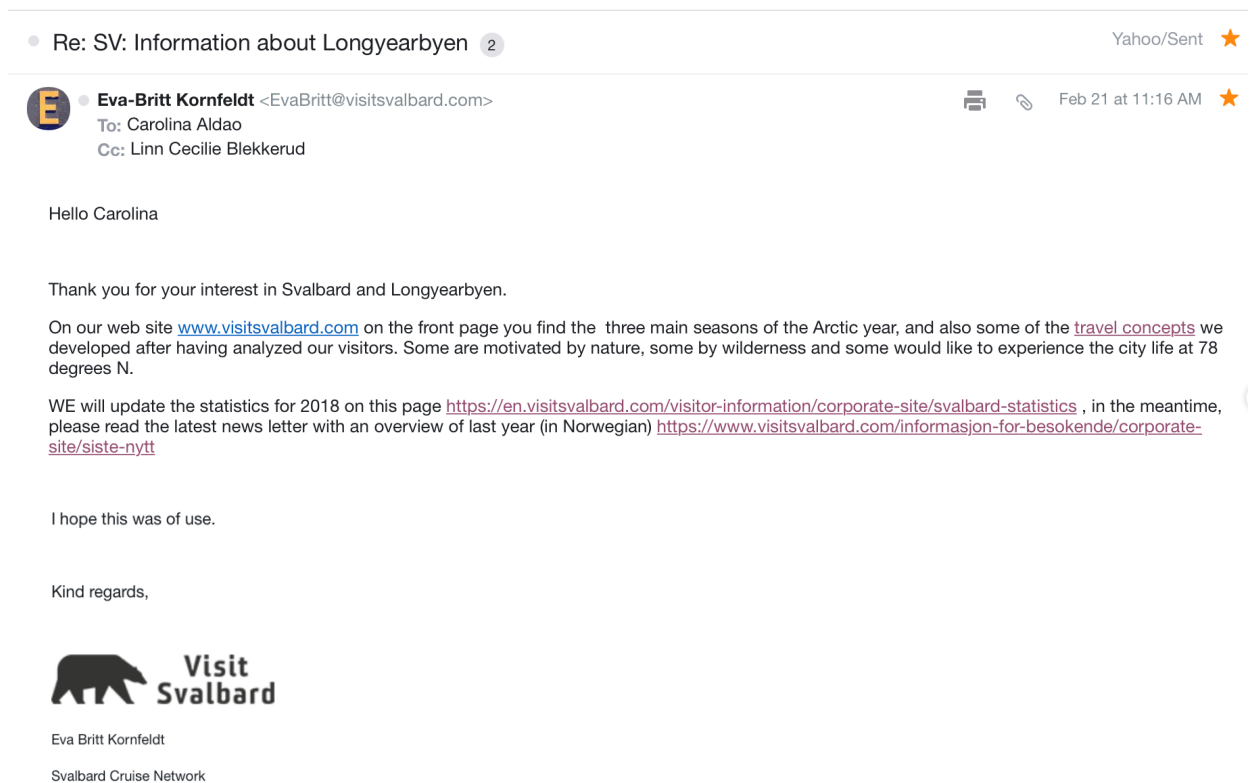 Re: SV: Information about Longyearbyen 2
Yahoo/Sent
E
Eva-Britt Kornfeldt <EvaBritt@visitsvalbard.com>
Feb 21 at 11:16 AM
To: Carolina Aldao
Cc: Linn Cecilie Blekkerud
Hello Carolina
Thank you for your interest in Svalbard and Longyearbyen.
On our web site www.visitsvalbard.com on the front page you find the  three main seasons of the Arctic year, and also some of the travel concepts we
developed after having analyzed our visitors. Some are motivated by nature, some by wilderness and some would like to experience the city life at 78
degrees N.
WE will update the statistics for 2018 on this page https://en.visitsvalbard.com/visitor-information/corporate-site/svalbard-statistics , in the meantime,
please read the latest news letter with an overview of last year (in Norwegian) https://www.visitsvalbard.com/informasjon-for-besokende/corporate-
site/siste-nytt
I hope this was of use.
Kind regards,
Visit
Svalbard
Eva Britt Kornfeldt
Svalbard Cruise Network